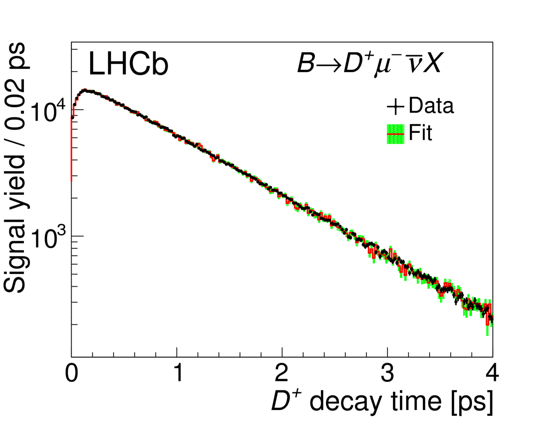 LHCb
B→D⁺μ⁻ν̅X
Data
Fit
Signal yield / 0.02 ps
10⁴
10³
0 1 2 3 4
D⁺ decay time [ps]